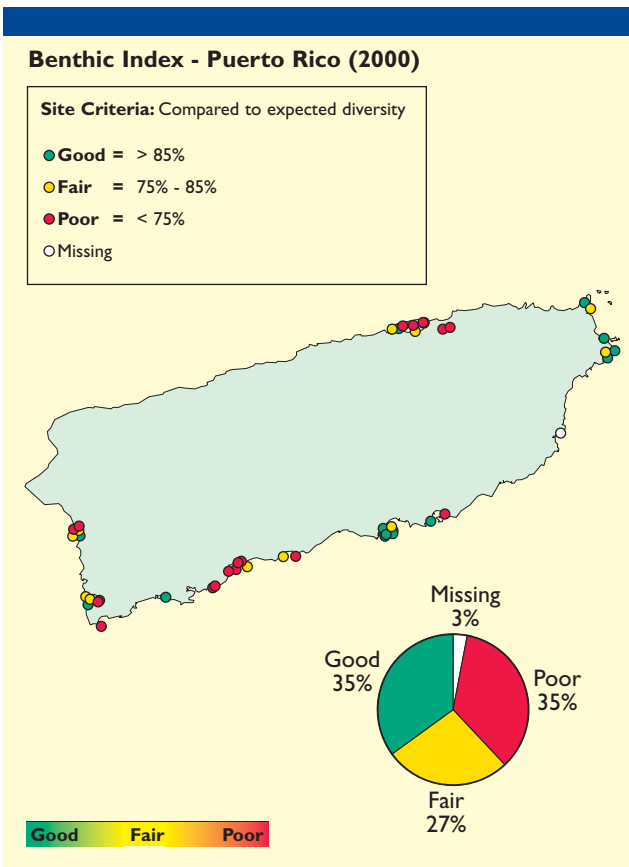 Benthic Index - Puerto Rico (2000)
Site Criteria: Compared to expected diversity
Good = > 85%
Fair = 75% - 85%
Poor = < 75%
Missing
Missing
3%
Good
35%
Poor
35%
Fair
27%
Good Fair Poor